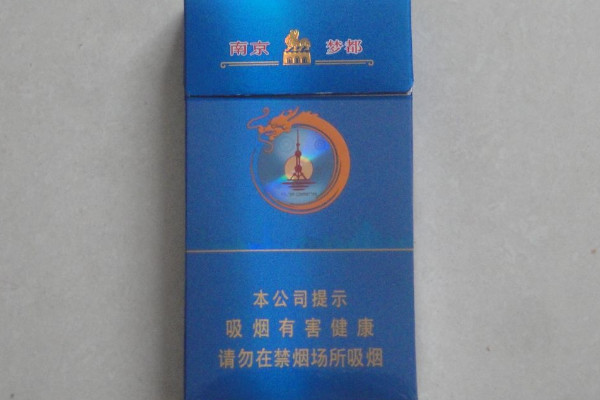 南京 梦都
本公司提示
吸烟有害健康
请勿在禁烟场所吸烟